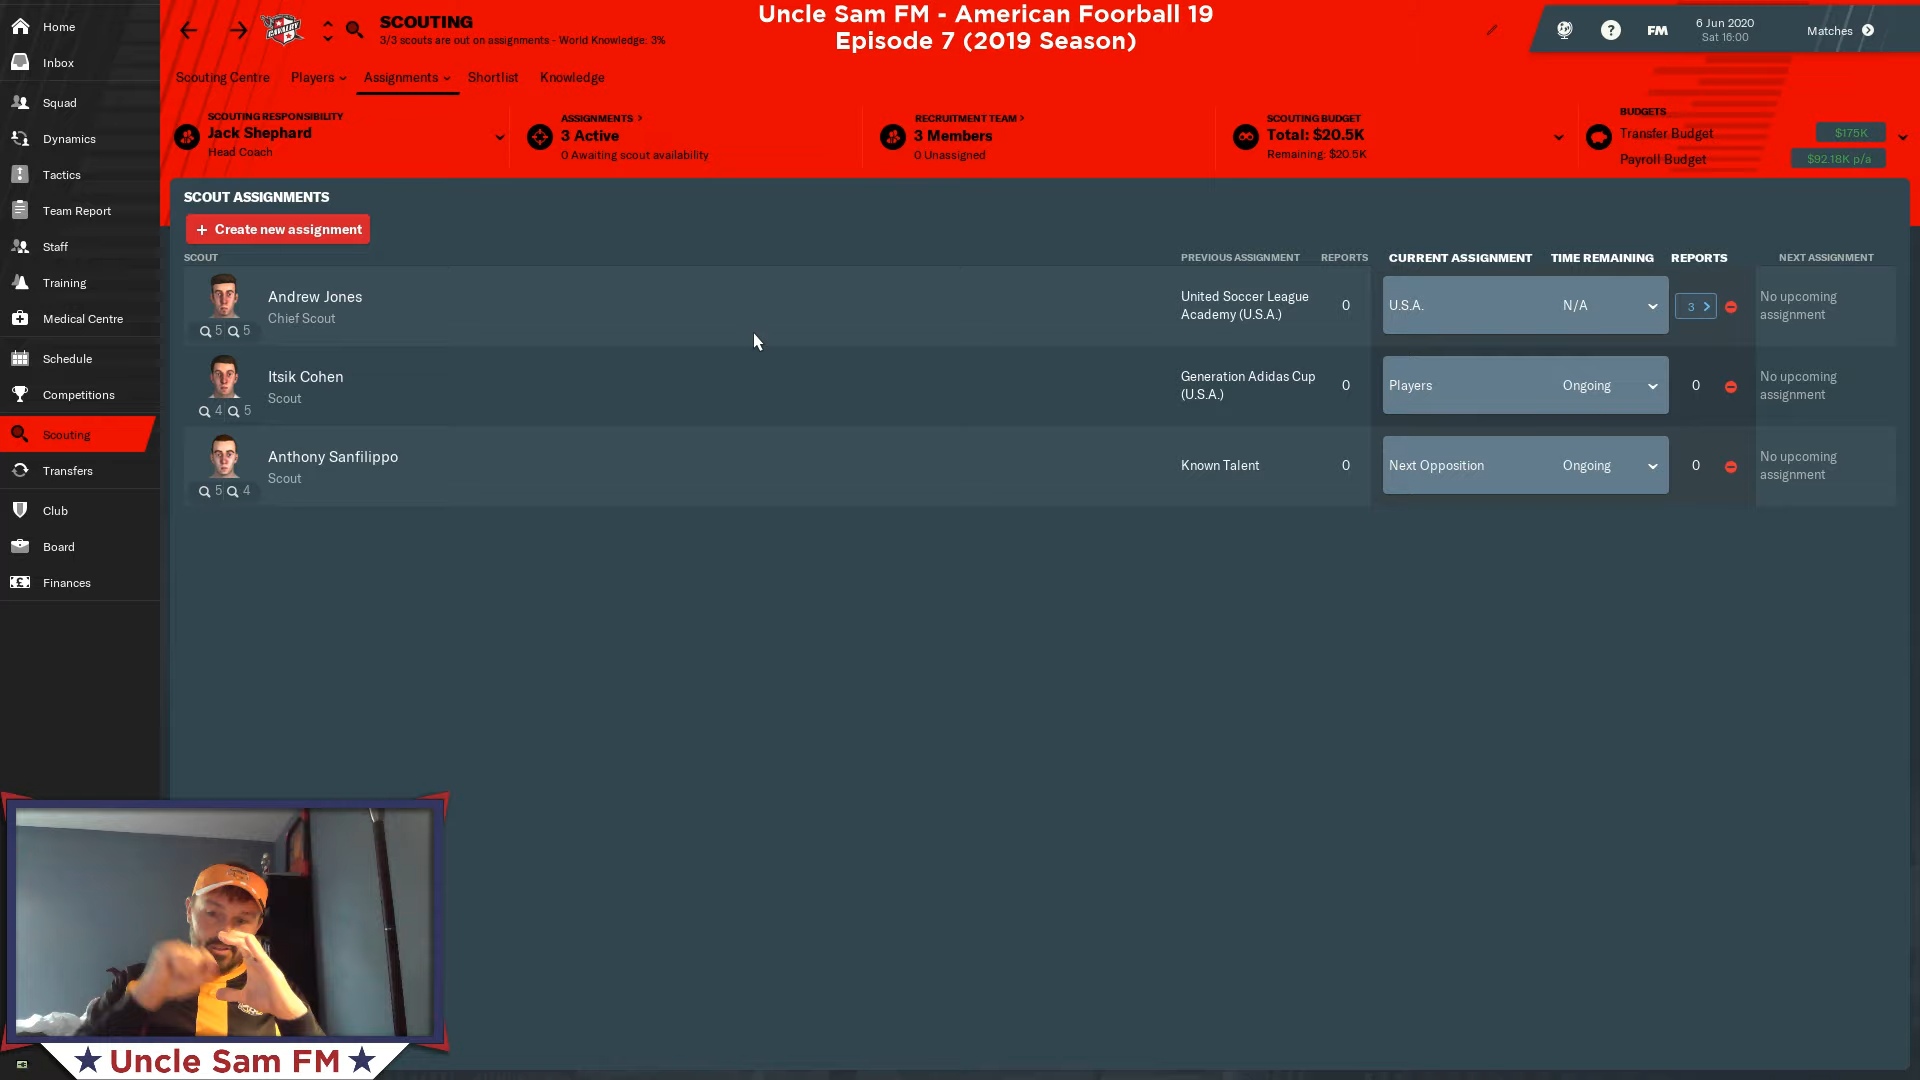 Home
Inbox
Squad
Dynamics
Tactics
Team Report
Staff
Training
Medical Centre
Schedule
Competitions
Scouting
Transfers
Club
Board
Finances
CAVALRY
SCOUTING
3/3 scouts are out on assignments - World Knowledge: 3%
Uncle Sam FM - American Foorball 19
Episode 7 (2019 Season)
?
FM
6 Jun 2020
Sat 16:00
Matches
Scouting Centre
Players
Assignments
Shortlist
Knowledge
SCOUTING RESPONSIBILITY
Jack Shephard
Head Coach
ASSIGNMENTS >
3 Active
0 Awaiting scout availability
RECRUITMENT TEAM >
3 Members
0 Unassigned
SCOUTING BUDGET
Total: $20.5K
Remaining: $20.5K
BUDGETS
Transfer Budget $175K
Payroll Budget $92.18K p/a
SCOUT ASSIGNMENTS
+ Create new assignment
SCOUT PREVIOUS ASSIGNMENT REPORTS CURRENT ASSIGNMENT TIME REMAINING REPORTS NEXT ASSIGNMENT
Andrew Jones
Chief Scout
5 5
United Soccer League
Academy (U.S.A.)
0
U.S.A. N/A
3 >
No upcoming
assignment
Itsik Cohen
Scout
4 5
Generation Adidas Cup
(U.S.A.)
0
Players Ongoing
0
No upcoming
assignment
Anthony Sanfilippo
Scout
5 4
Known Talent
0
Next Opposition Ongoing
0
No upcoming
assignment
Uncle Sam FM